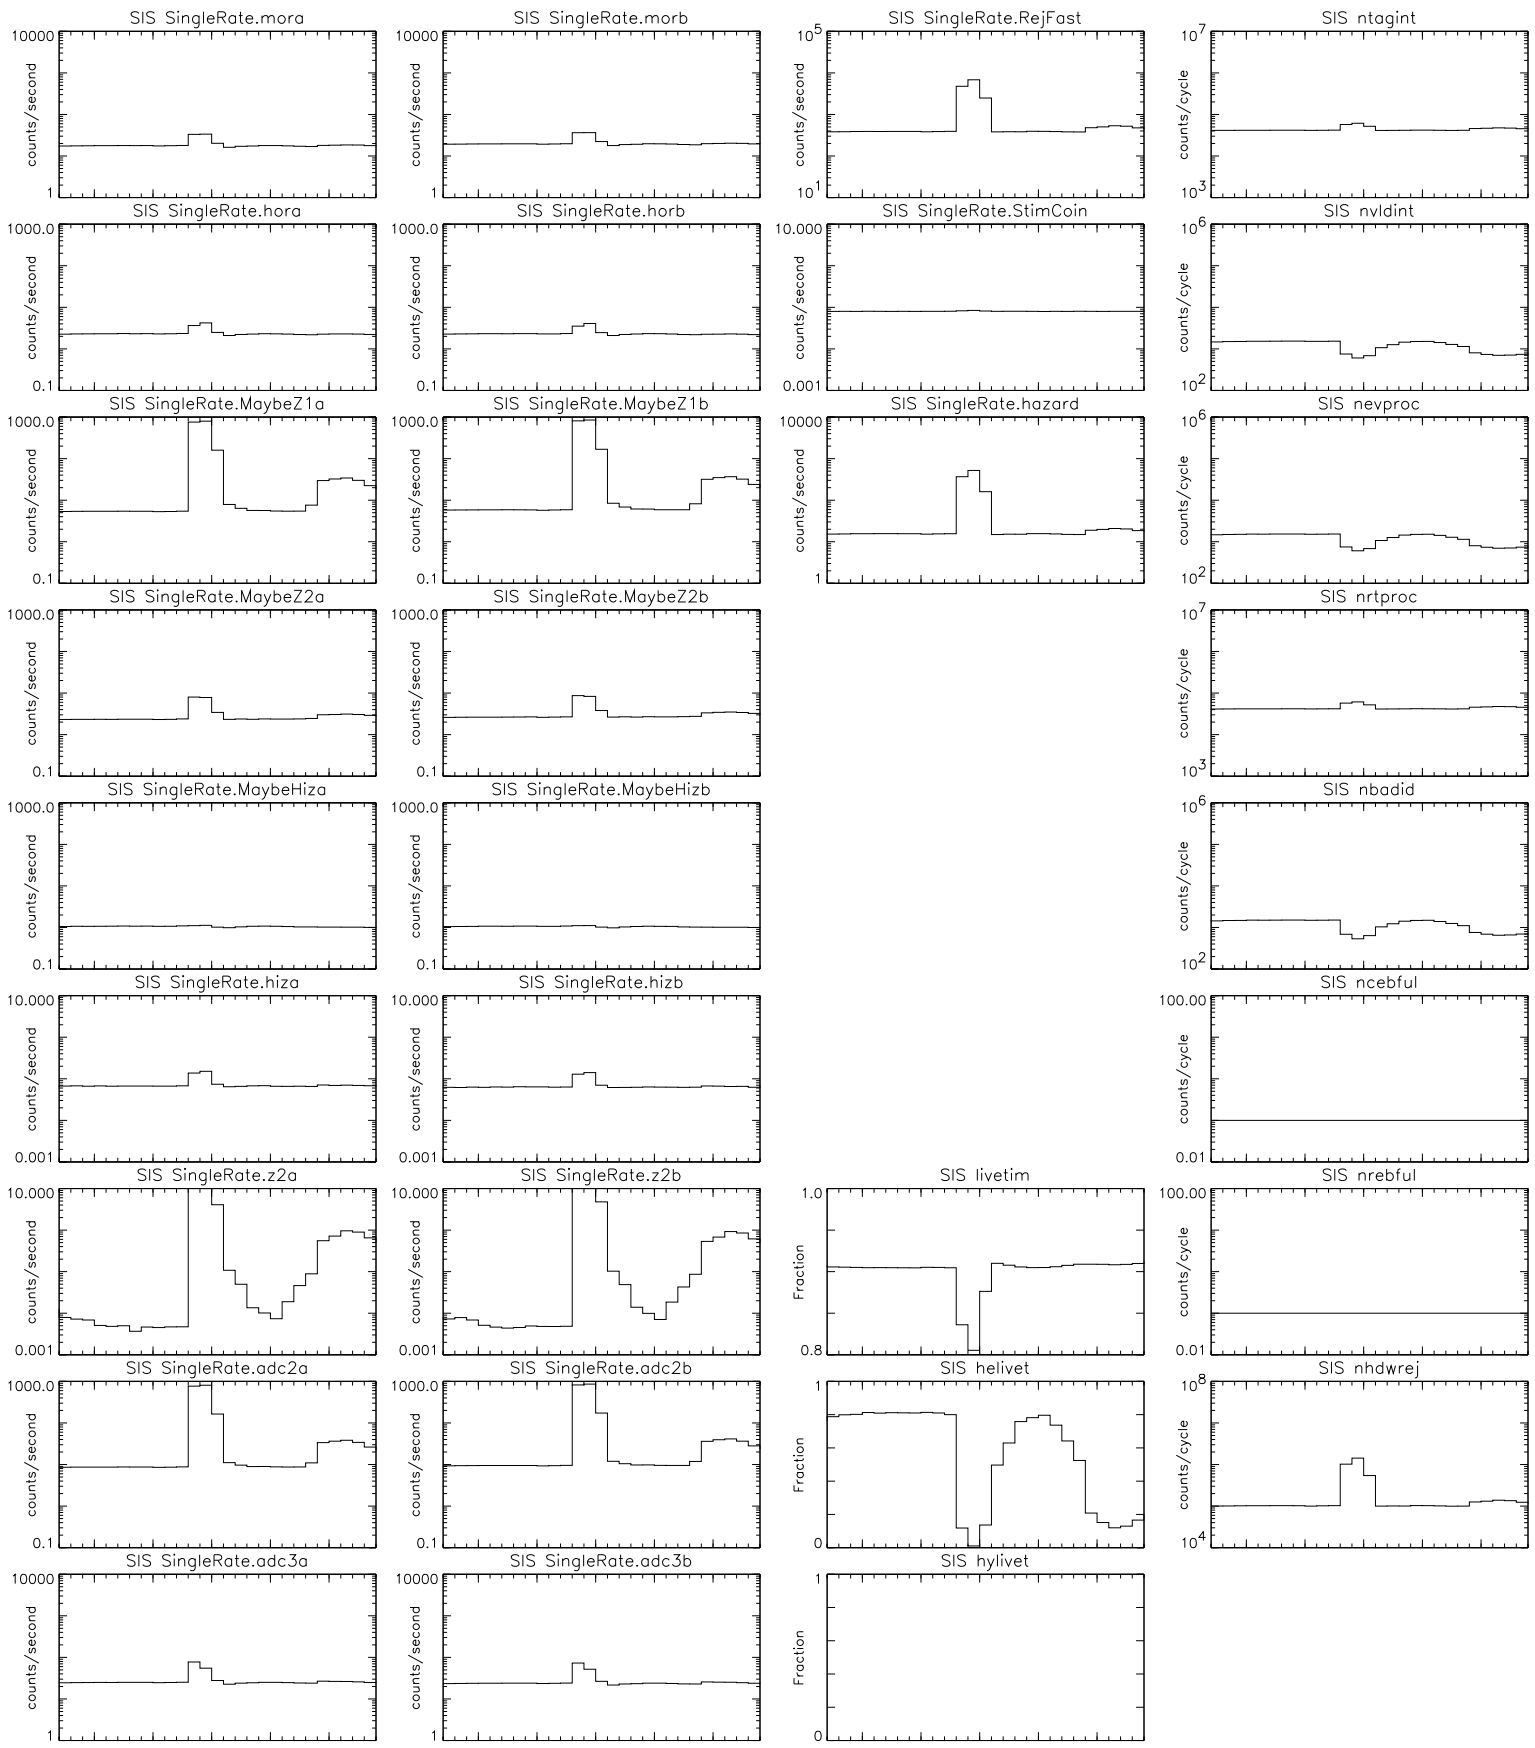 SIS SingleRate.mora
10000
counts/second
1
SIS SingleRate.morb
10000
counts/second
1
SIS SingleRate.RejFast
10^5
counts/second
10^1
SIS ntagint
10^7
counts/cycle
10^3
SIS SingleRate.hora
1000.0
counts/second
0.1
SIS SingleRate.horb
1000.0
counts/second
0.1
SIS SingleRate.StimCoin
10.000
counts/second
0.001
SIS nvldint
10^6
counts/cycle
10^2
SIS SingleRate.MaybeZ1a
1000.0
counts/second
0.1
SIS SingleRate.MaybeZ1b
1000.0
counts/second
0.1
SIS SingleRate.hazard
10000
counts/second
1
SIS nevproc
10^6
counts/cycle
10^2
SIS SingleRate.MaybeZ2a
1000.0
counts/second
0.1
SIS SingleRate.MaybeZ2b
1000.0
counts/second
0.1
SIS nrtproc
10^7
counts/cycle
10^3
SIS SingleRate.MaybeHiza
1000.0
counts/second
0.1
SIS SingleRate.MaybeHizb
1000.0
counts/second
0.1
SIS nbadid
10^6
counts/cycle
10^2
SIS SingleRate.hiza
10.000
counts/second
0.001
SIS SingleRate.hizb
10.000
counts/second
0.001
SIS ncebful
100.00
counts/cycle
0.01
SIS SingleRate.z2a
10.000
counts/second
0.001
SIS SingleRate.z2b
10.000
counts/second
0.001
SIS livetim
1.0
Fraction
0.8
SIS nrebful
100.00
counts/cycle
0.01
SIS SingleRate.adc2a
1000.0
counts/second
0.1
SIS SingleRate.adc2b
1000.0
counts/second
0.1
SIS helivet
1
Fraction
0
SIS nhdwrej
10^8
counts/cycle
10^4
SIS SingleRate.adc3a
10000
counts/second
1
SIS SingleRate.adc3b
10000
counts/second
1
SIS hylivet
1
Fraction
0